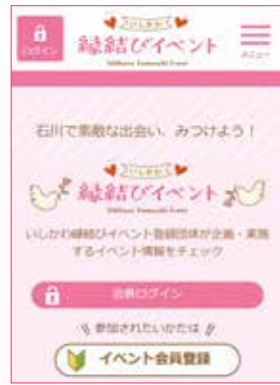 いしかわ
縁結びイベント
Ishikawa Enmusubi Event
ログイン
メニュー
石川で素敵な出会い、みつけよう！
いしかわ
縁結びイベント
Ishikawa Enmusubi Event
いしかわ縁結びイベント登録団体が企画・実施
するイベント情報をチェック
会員ログイン
参加されたいかたは
イベント会員登録